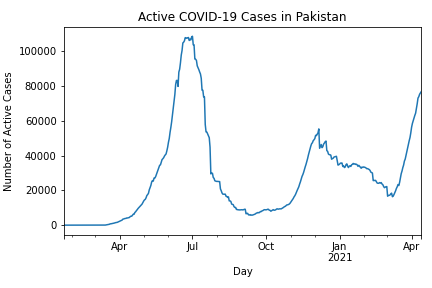 Active COVID-19 Cases in Pakistan
Number of Active Cases
100000
80000
60000
40000
20000
0
Apr
Jul
Oct
Jan
2021
Apr
Day